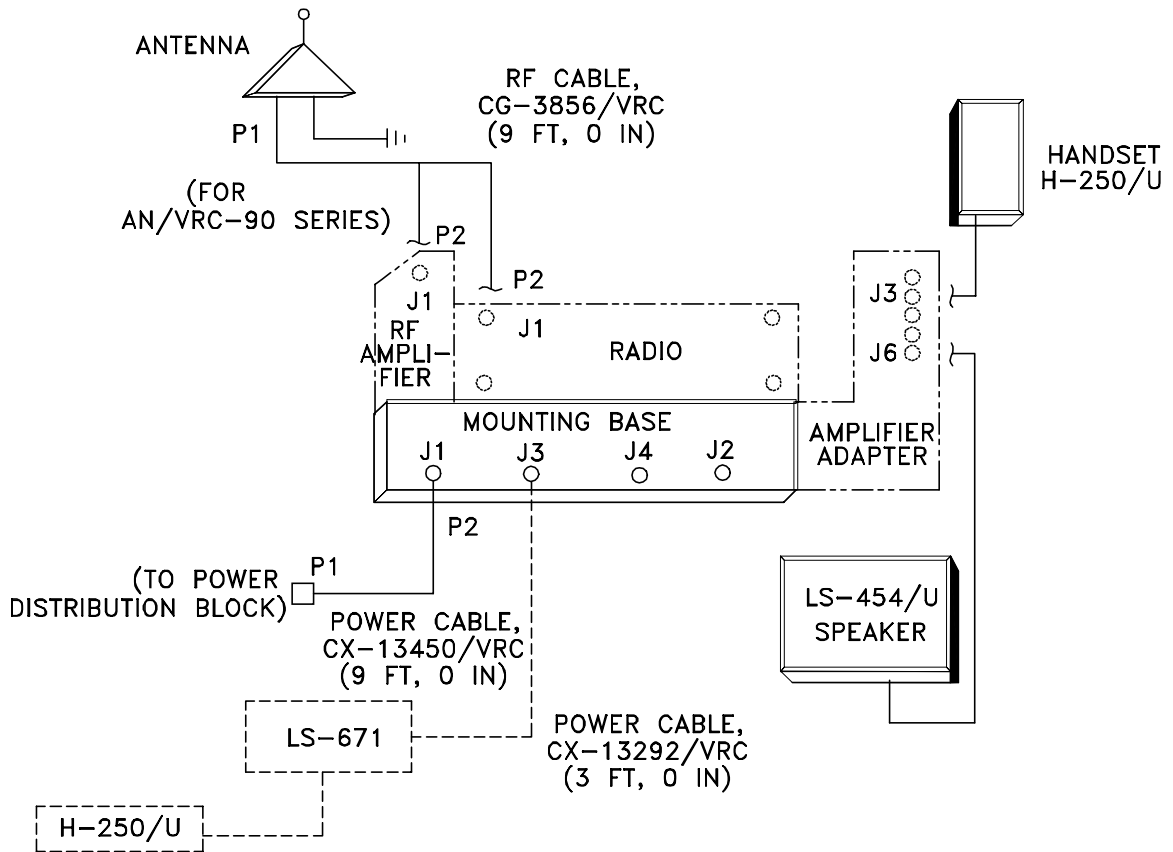 ANTENNA
RF CABLE,
CG-3856/VRC
(9 FT, 0 IN)
P1
HANDSET
H-250/U
(FOR
AN/VRC-90 SERIES)
P2
P2
J1
J1
RF
AMPLI-
FIER
RADIO
J3
J6
MOUNTING BASE
J1
J3
J4
J2
AMPLIFIER
ADAPTER
P2
P1
(TO POWER
DISTRIBUTION BLOCK)
POWER CABLE,
CX-13450/VRC
(9 FT, 0 IN)
LS-454/U
SPEAKER
LS-671
POWER CABLE,
CX-13292/VRC
(3 FT, 0 IN)
H-250/U